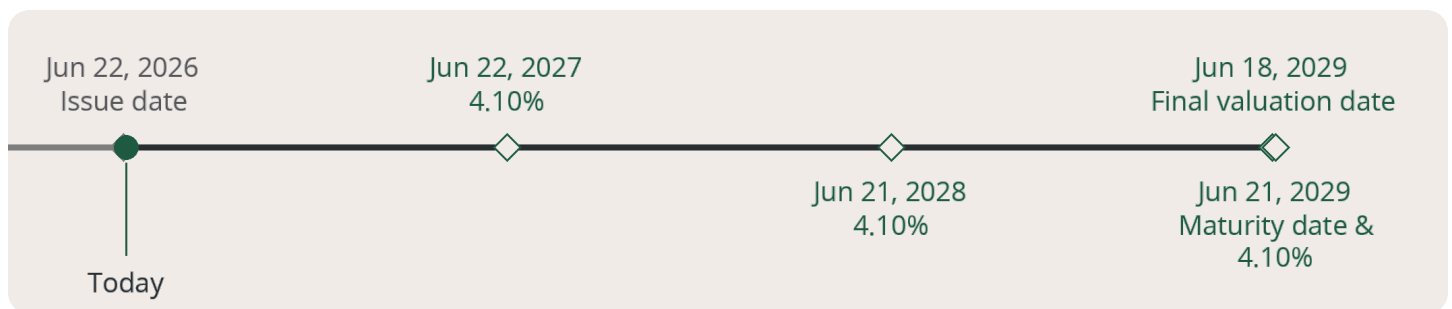 Jun 22, 2026
Issue date
Jun 22, 2027
4.10%
Jun 18, 2029
Final valuation date
Jun 21, 2028
4.10%
Jun 21, 2029
Maturity date &
4.10%
Today